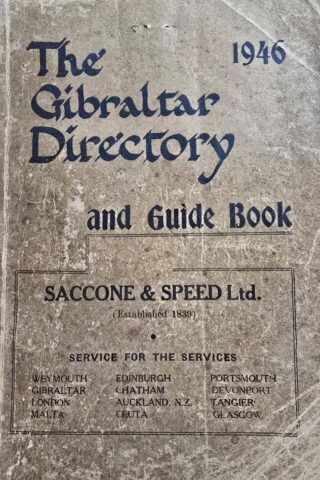 1946
The
Gibraltar
Directory
and Guide Book
SACCONE & SPEED Ltd.
(Established 1839)
SERVICE FOR THE SERVICES
WEYMOUTH EDINBURGH PORTSMOUTH
GIBRALTAR CHATHAM DEVONPORT
LONDON AUCKLAND, N.Z. TANGIER
MALTA CEUTA GLASGOW